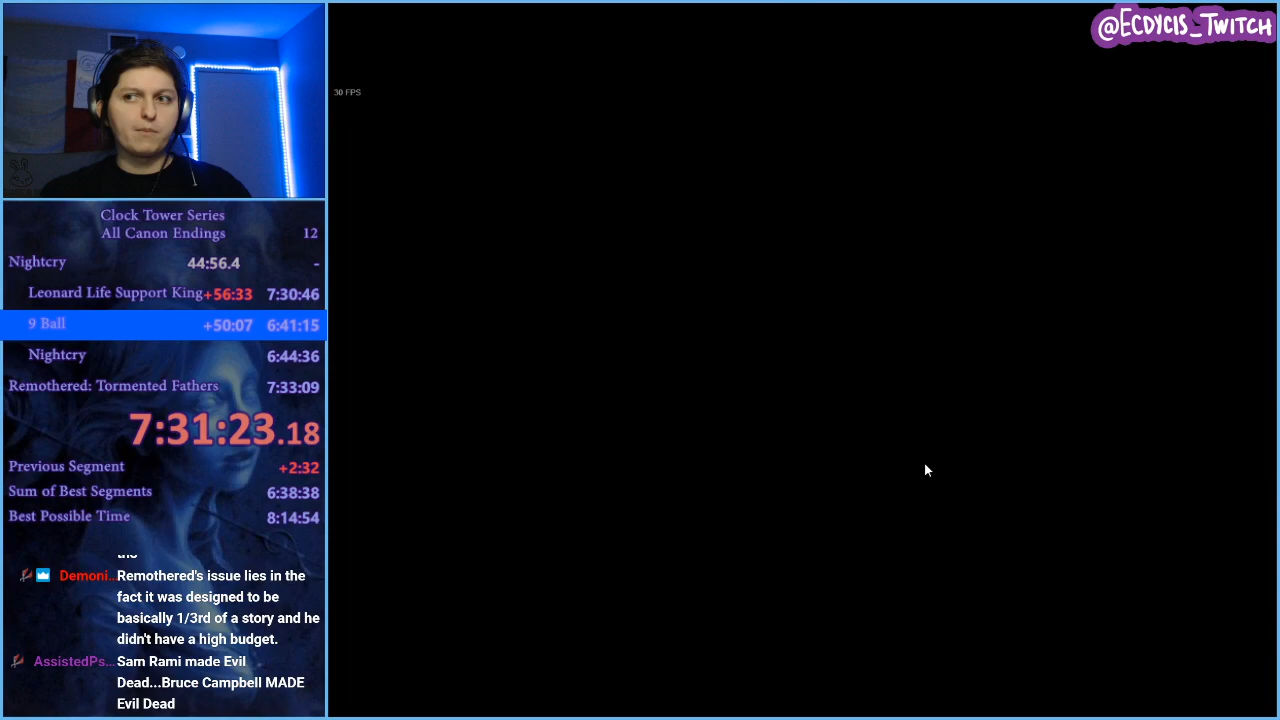 @ECDYCIS_TWITCH
30 FPS
Clock Tower Series
All Canon Endings 12
Nightcry 44:56.4 -
Leonard Life Support King +56:33 7:30:46
9 Ball +50:07 6:41:15
Nightcry 6:44:36
Remothered: Tormented Fathers 7:33:09
7:31:23.18
Previous Segment +2:32
Sum of Best Segments 6:38:38
Best Possible Time 8:14:54
Demoni... Remothered's issue lies in the
fact it was designed to be
basically 1/3rd of a story and he
didn't have a high budget.
AssistedPs... Sam Rami made Evil
Dead...Bruce Campbell MADE
Evil Dead